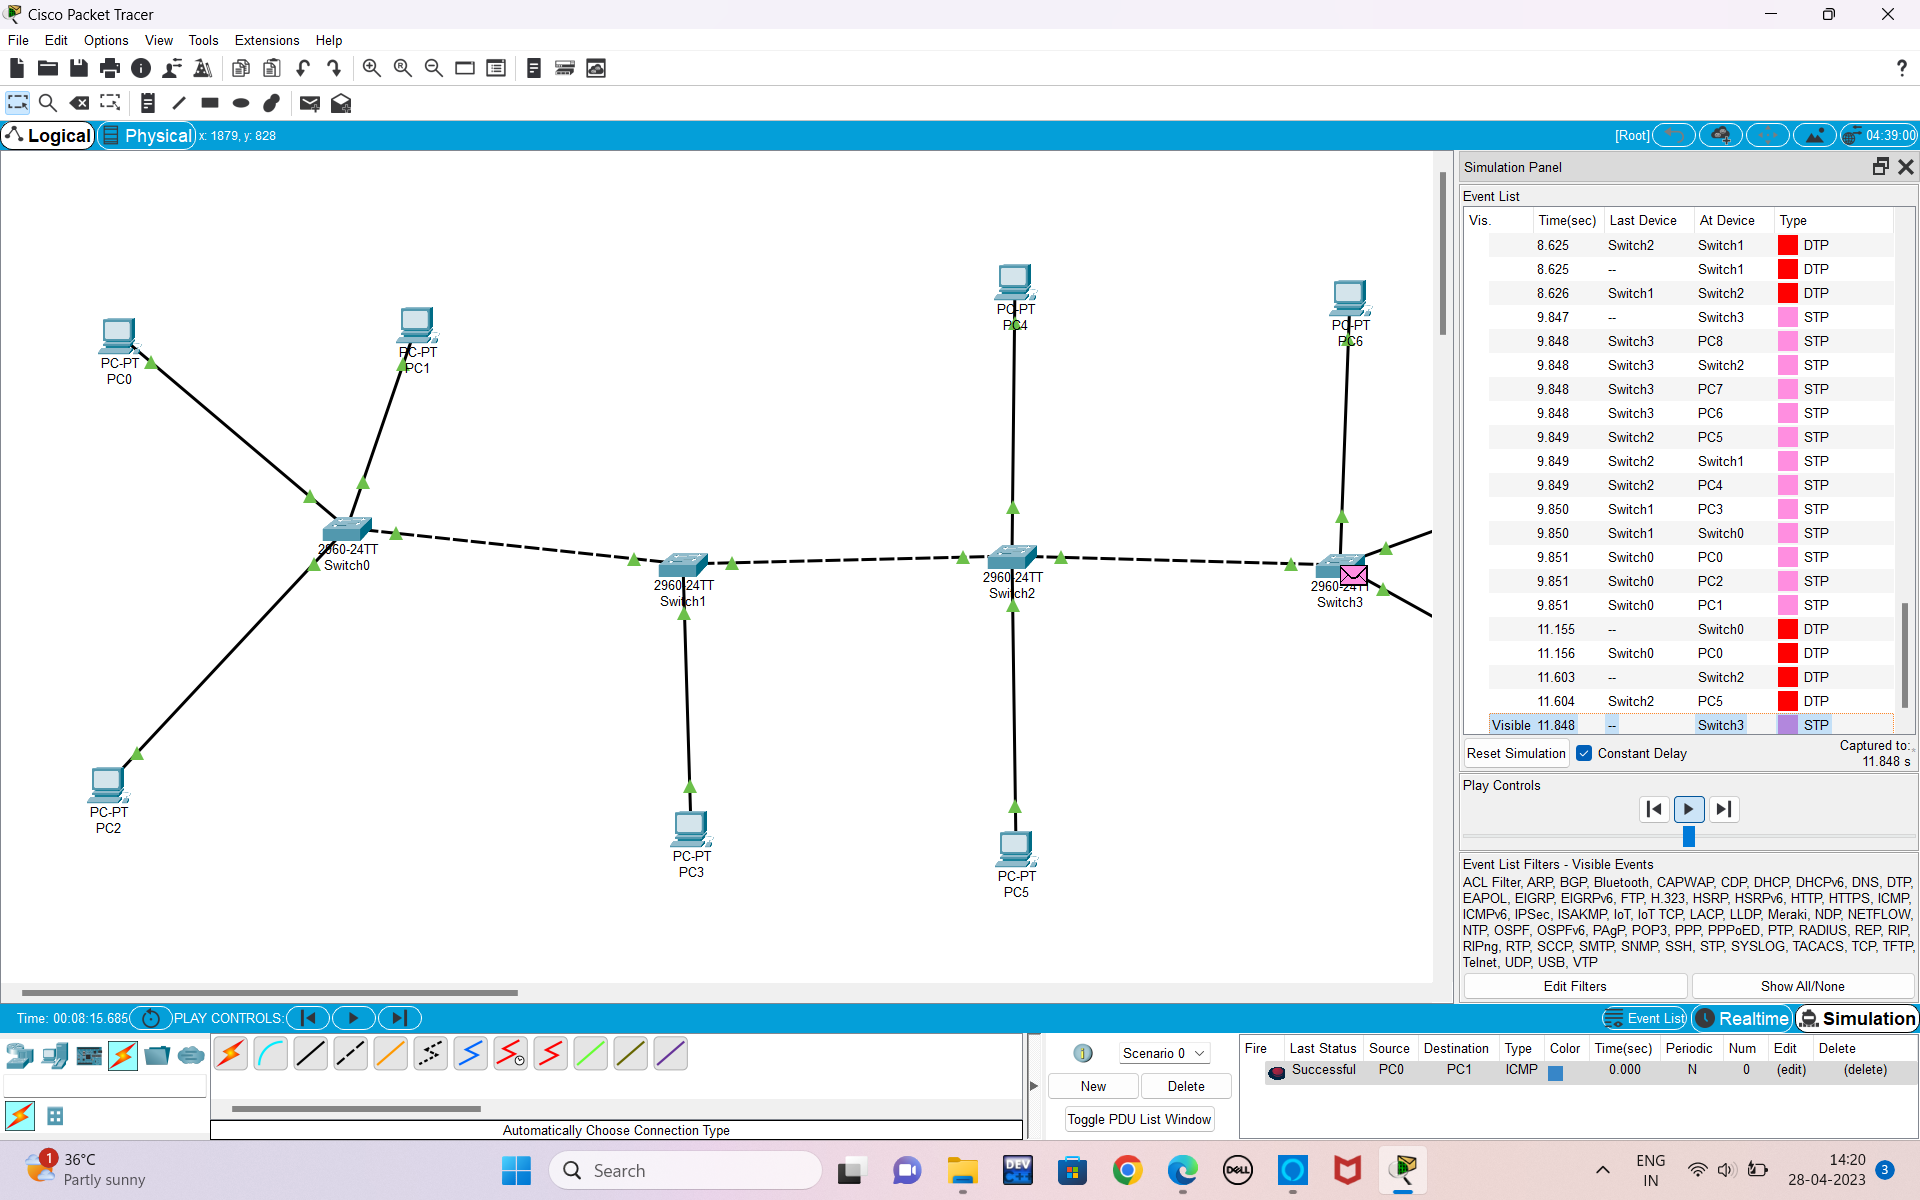 Cisco Packet Tracer
File Edit Options View Tools Extensions Help
?
Logical Physical x: 1879, y: 828 [Root] 04:39:00
Simulation Panel
Event List
Vis. Time(sec) Last Device At Device Type
8.625 Switch2 Switch1 DTP
8.625 -- Switch1 DTP
8.626 Switch1 Switch2 DTP
9.847 -- Switch3 STP
9.848 Switch3 PC8 STP
9.848 Switch3 Switch2 STP
9.848 Switch3 PC7 STP
9.848 Switch3 PC6 STP
9.849 Switch2 PC5 STP
9.849 Switch2 Switch1 STP
9.849 Switch2 PC4 STP
9.850 Switch1 PC3 STP
9.850 Switch1 Switch0 STP
9.851 Switch0 PC0 STP
9.851 Switch0 PC2 STP
9.851 Switch0 PC1 STP
11.155 -- Switch0 DTP
11.156 Switch0 PC0 DTP
11.603 -- Switch2 DTP
11.604 Switch2 PC5 DTP
Visible 11.848 -- Switch3 STP
Reset Simulation Constant Delay Captured to:
11.848 s
Play Controls
Event List Filters - Visible Events
ACL Filter, ARP, BGP, Bluetooth, CAPWAP, CDP, DHCP, DHCPv6, DNS, DTP,
EAPOL, EIGRP, EIGRPv6, FTP, H.323, HSRP, HSRPv6, HTTP, HTTPS, ICMP,
ICMPv6, IPSec, ISAKMP, IoT, IoT TCP, LACP, LLDP, Meraki, NDP, NETFLOW,
NTP, OSPF, OSPFv6, PAgP, POP3, PPP, PPPoED, PTP, RADIUS, REP, RIP,
RIPng, RTP, SCCP, SMTP, SNMP, SSH, STP, SYSLOG, TACACS, TCP, TFTP,
Telnet, UDP, USB, VTP
Edit Filters Show All/None
PC-PT
PC0
PC-PT
PC1
PC-PT
PC4
PC-PT
PC6
2960-24TT
Switch0
2960-24TT
Switch1
2960-24TT
Switch2
2960-24TT
Switch3
PC-PT
PC2
PC-PT
PC3
PC-PT
PC5
Time: 00:08:15.685 PLAY CONTROLS: Event List Realtime Simulation
Automatically Choose Connection Type
Scenario 0
New Delete
Toggle PDU List Window
Fire Last Status Source Destination Type Color Time(sec) Periodic Num Edit Delete
Successful PC0 PC1 ICMP 0.000 N 0 (edit) (delete)
1
36°C
Partly sunny
Search
DEV
C++
DELL
ENG
IN
14:20
28-04-2023
3